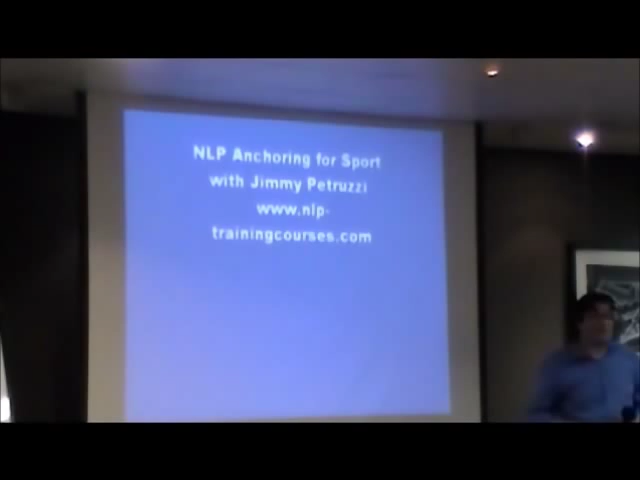 NLP Anchoring for Sport
with Jimmy Petruzzi
www.nlp-
trainingcourses.com